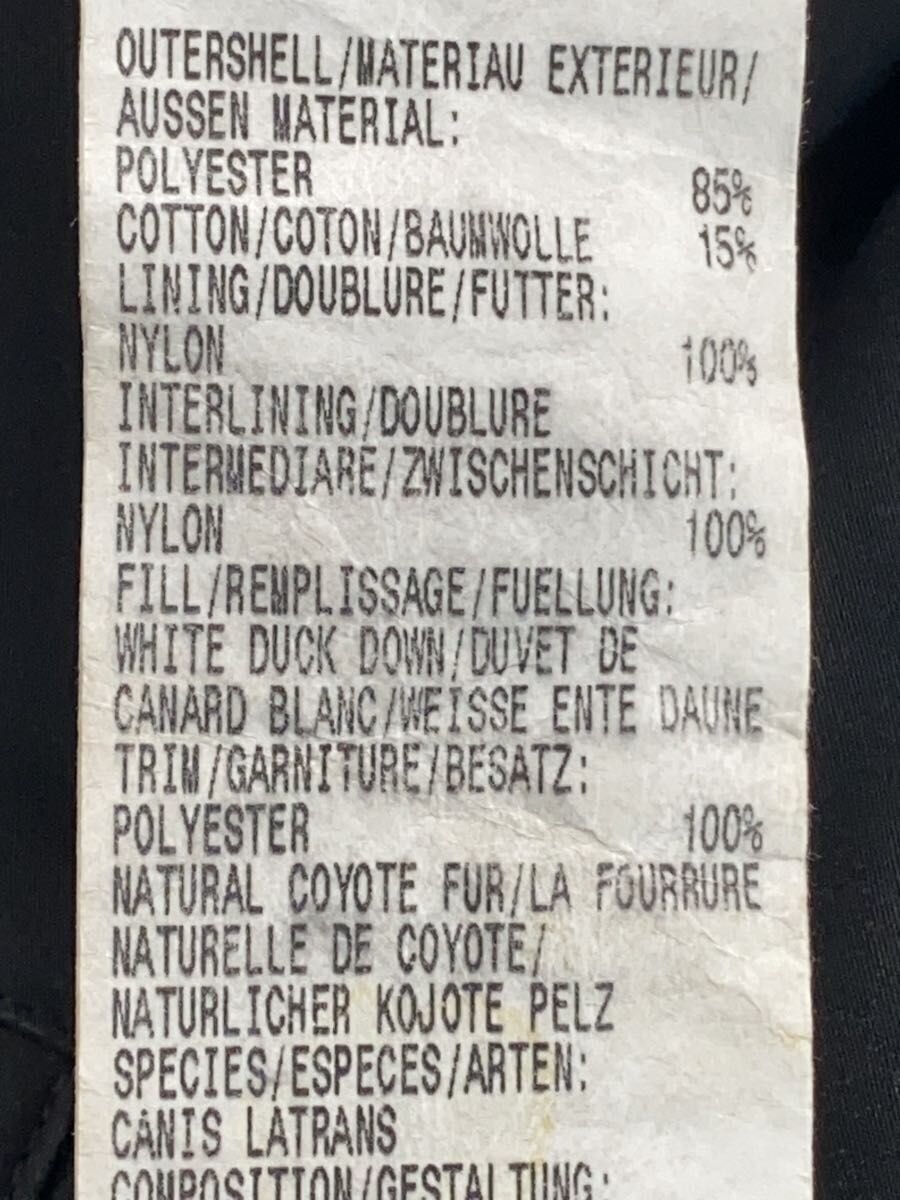 OUTERSHELL/MATERIAU EXTERIEUR/
AUSSEN MATERIAL:
POLYESTER 85%
COTTON/COTON/BAUMWOLLE 15%
LINING/DOUBLURE/FUTTER:
NYLON 100%
INTERLINING/DOUBLURE
INTERMEDIARE/ZWISCHENSCHICHT:
NYLON 100%
FILL/REMPLISSAGE/FUELLUNG:
WHITE DUCK DOWN/DUVET DE
CANARD BLANC/WEISSE ENTE DAUNE
TRIM/GARNITURE/BESATZ:
POLYESTER 100%
NATURAL COYOTE FUR/LA FOURRURE
NATURELLE DE COYOTE/
NATURLICHER KOJOTE PELZ
SPECIES/ESPECES/ARTEN:
CANIS LATRANS
COMPOSITION/GESTALTUNG: